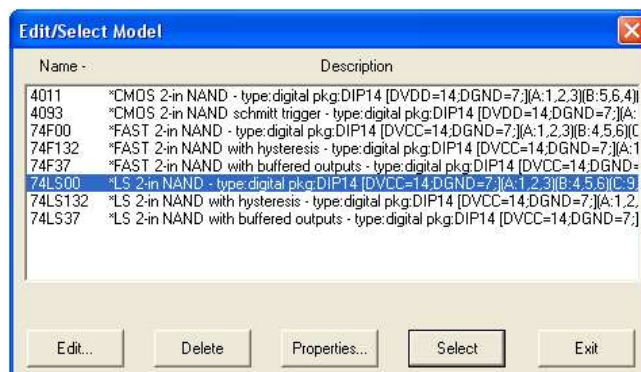 Edit/Select Model
Name - Description
4011 *CMOS 2-in NAND - type:digital pkg:DIP14 [DVDD=14;DGND=7;](A:1,2,3)(B:5,6,4)(
4093 *CMOS 2-in NAND schmitt trigger - type:digital pkg:DIP14 [DVDD=14;DGND=7;](A:
74F00 *FAST 2-in NAND - type:digital pkg:DIP14 [DVCC=14;DGND=7;](A:1,2,3)(B:4,5,6)(C
74F132 *FAST 2-in NAND with hysteresis - type:digital pkg:DIP14 [DVCC=14;DGND=7;](A:1
74F37 *FAST 2-in NAND with buffered outputs - type:digital pkg:DIP14 [DVCC=14;DGND=
74LS00 *LS 2-in NAND - type:digital pkg:DIP14 [DVCC=14;DGND=7;](A:1,2,3)(B:4,5,6)(C:9,
74LS132 *LS 2-in NAND with hysteresis - type:digital pkg:DIP14 [DVCC=14;DGND=7;](A:1,2,
74LS37 *LS 2-in NAND with buffered outputs - type:digital pkg:DIP14 [DVCC=14;DGND=7;]
Edit... Delete Properties... Select Exit